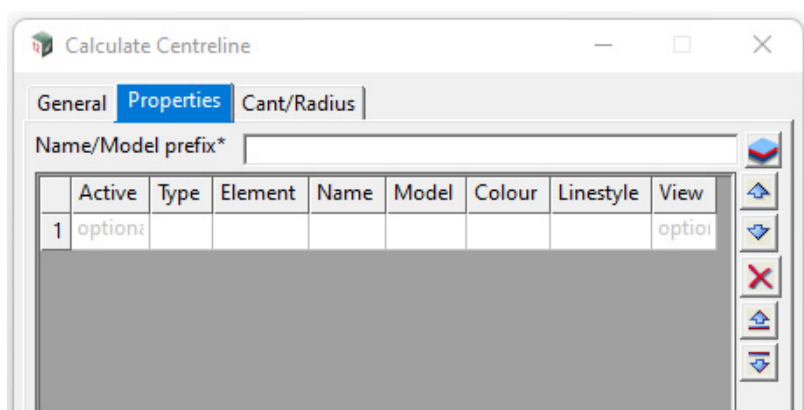 Calculate Centreline
General Properties Cant/Radius
Name/Model prefix*
Active Type Element Name Model Colour Linestyle View
1 optiona optio